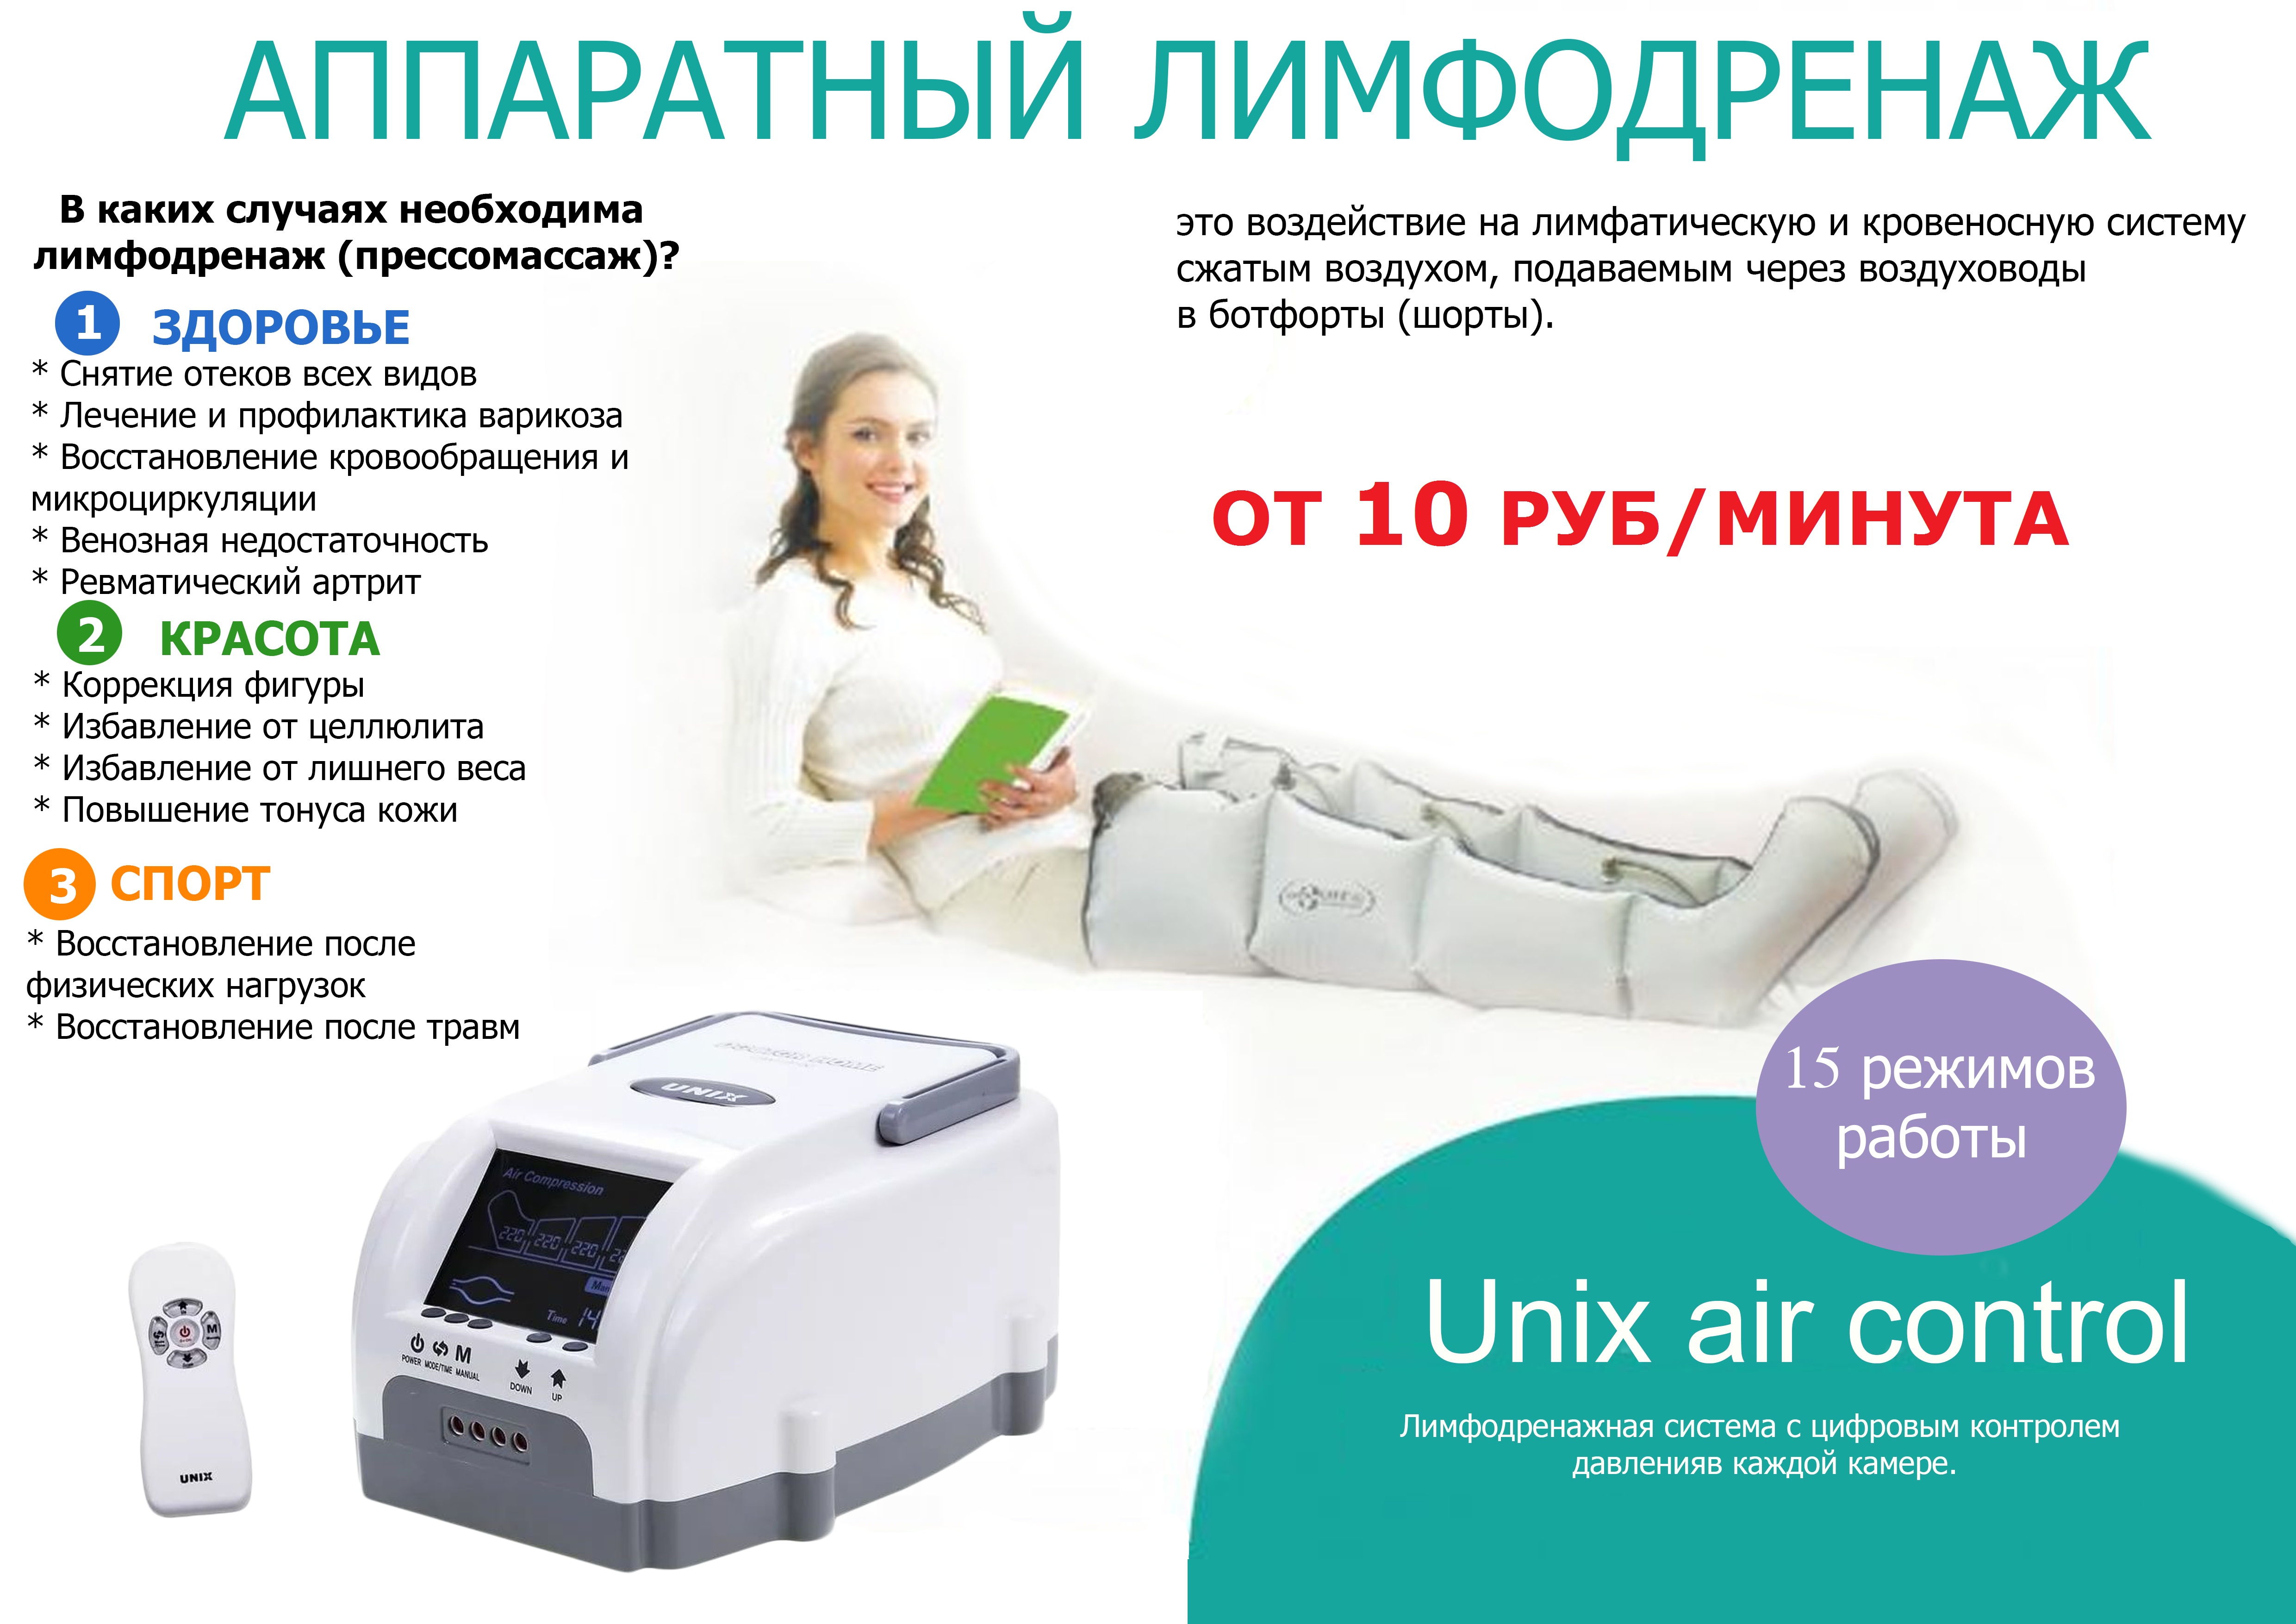 АППАРАТНЫЙ ЛИМФОДРЕНАЖ
В каких случаях необходима
лимфодренаж (прессомассаж)?
1 ЗДОРОВЬЕ
* Снятие отеков всех видов
* Лечение и профилактика варикоза
* Восстановление кровообращения и
микроциркуляции
* Венозная недостаточность
* Ревматический артрит
2 КРАСОТА
* Коррекция фигуры
* Избавление от целлюлита
* Избавление от лишнего веса
* Повышение тонуса кожи
3 СПОРТ
* Восстановление после
физических нагрузок
* Восстановление после травм
это воздействие на лимфатическую и кровеносную систему
сжатым воздухом, подаваемым через воздуховоды
в ботфорты (шорты).
ОТ 10 РУБ/МИНУТА
15 режимов
работы
Unix air control
Лимфодренажная система с цифровым контролем
давленияв каждой камере.
UNIX
Air Compression
220 220 220
Time 14
M
POWER MODE/TIME MANUAL
DOWN UP
M
UNIX